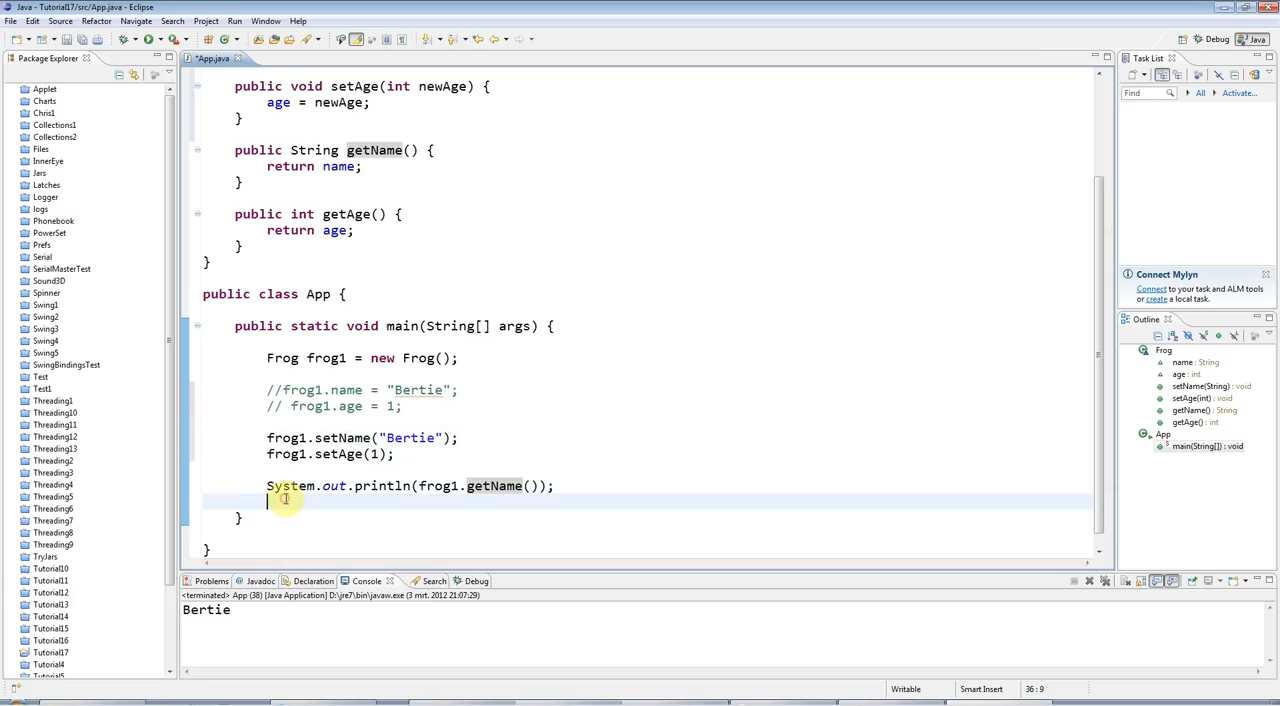 Java - Tutorial17/src/App.java - Eclipse
File Edit Source Refactor Navigate Search Project Run Window Help
Debug Java
Package Explorer
Applet
Charts
Chris1
Collections1
Collections2
Files
InnerEye
Jars
Latches
Logger
logs
Phonebook
PowerSet
Prefs
Serial
SerialMasterTest
Sound3D
Spinner
Swing1
Swing2
Swing3
Swing4
Swing5
SwingBindingsTest
Test
Test1
Threading1
Threading10
Threading11
Threading12
Threading13
Threading2
Threading3
Threading4
Threading5
Threading6
Threading7
Threading8
Threading9
TryJars
Tutorial10
Tutorial11
Tutorial12
Tutorial13
Tutorial14
Tutorial15
Tutorial16
Tutorial17
Tutorial4
Tutorial5
*App.java
public void setAge(int newAge) {
age = newAge;
}
public String getName() {
return name;
}
public int getAge() {
return age;
}
}
public class App {
public static void main(String[] args) {
Frog frog1 = new Frog();
//frog1.name = "Bertie";
// frog1.age = 1;
frog1.setName("Bertie");
frog1.setAge(1);
System.out.println(frog1.getName());
}
}
Task List
Find All Activate...
Connect Mylyn
Connect to your task and ALM tools
or create a local task.
Outline
Frog
name : String
age : int
setName(String) : void
setAge(int) : void
getName() : String
getAge() : int
App
main(String[]) : void
Problems Javadoc Declaration Console Search Debug
<terminated> App (38) [Java Application] D:\jre7\bin\javaw.exe (3 mrt. 2012 21:07:29)
Bertie
Writable Smart Insert 36 : 9